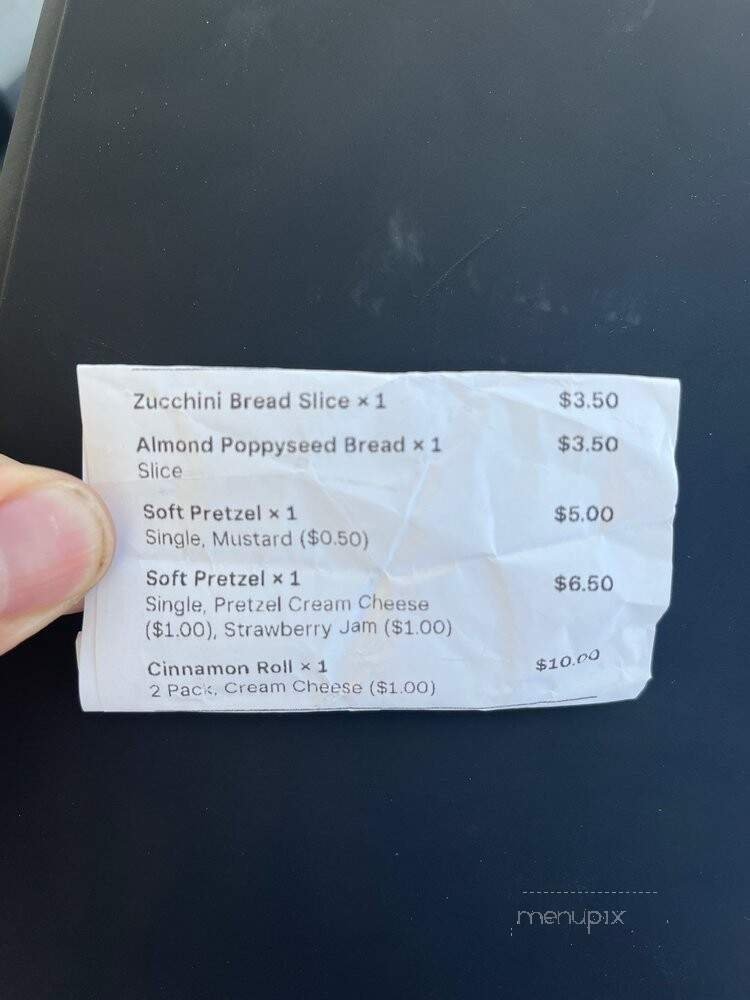 Zucchini Bread Slice × 1 $3.50
Almond Poppyseed Bread × 1 $3.50
Slice
Soft Pretzel × 1 $5.00
Single, Mustard ($0.50)
Soft Pretzel × 1 $6.50
Single, Pretzel Cream Cheese
($1.00), Strawberry Jam ($1.00)
Cinnamon Roll × 1 $10.00
2 Pack, Cream Cheese ($1.00)
menupix